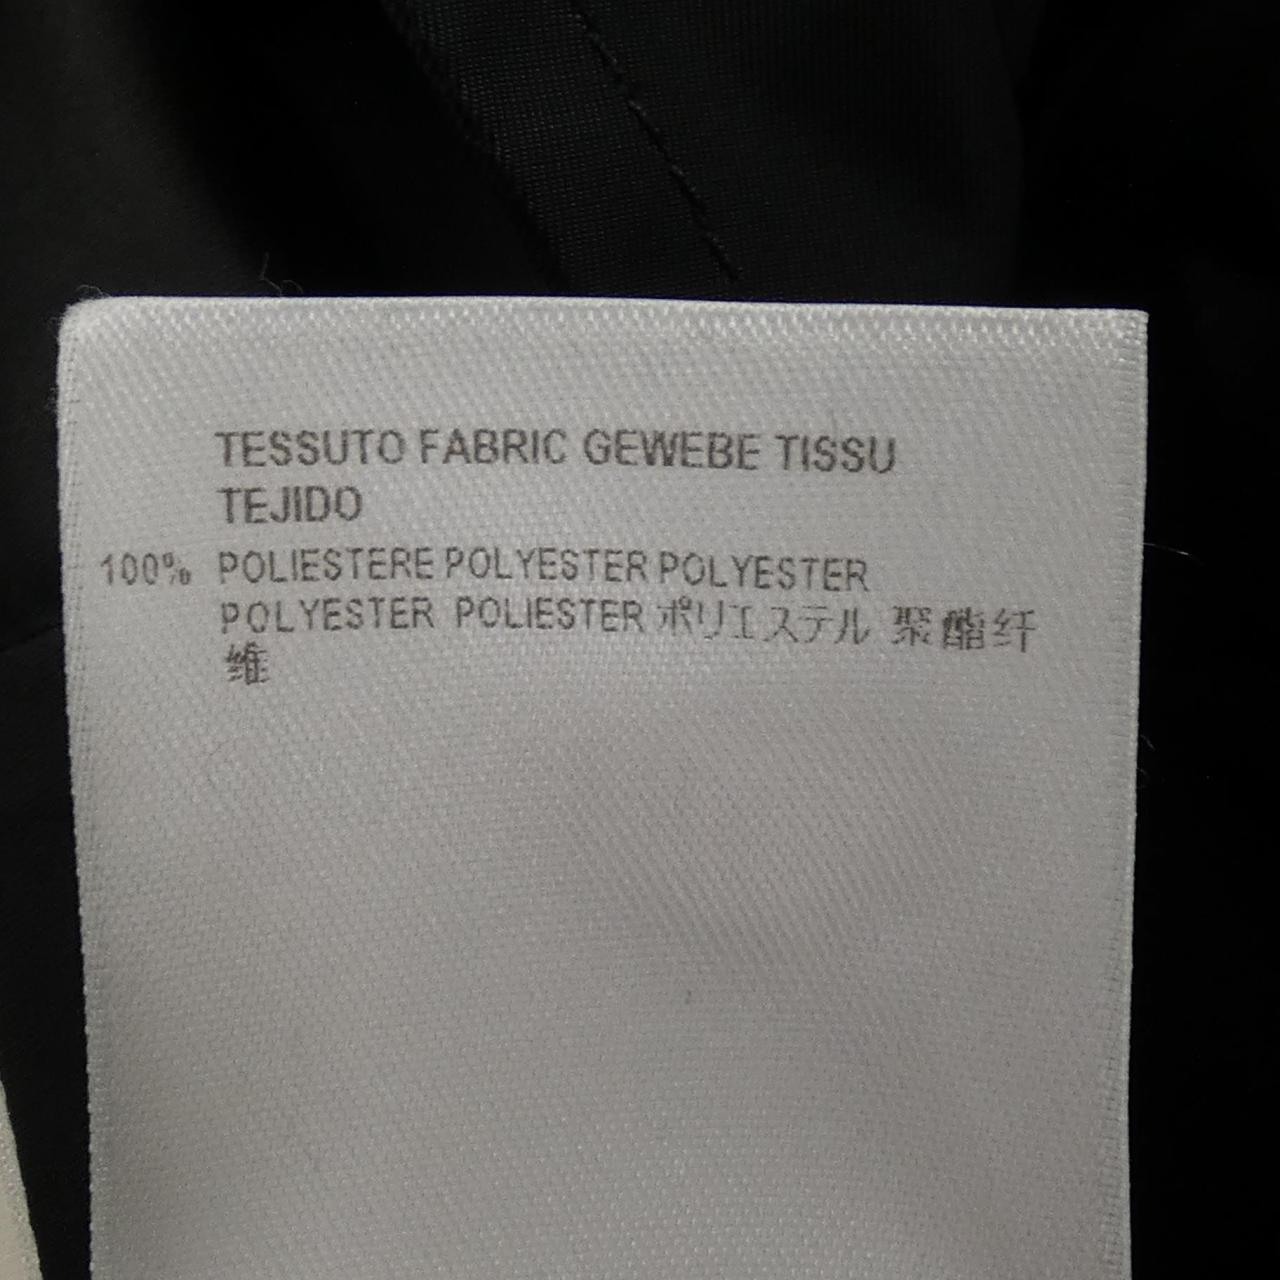 TESSUTO FABRIC GEWEBE TISSU
TEJIDO
100% POLIESTERE POLYESTER POLYESTER
POLYESTER POLIESTER ポリエステル 聚酯纤
维